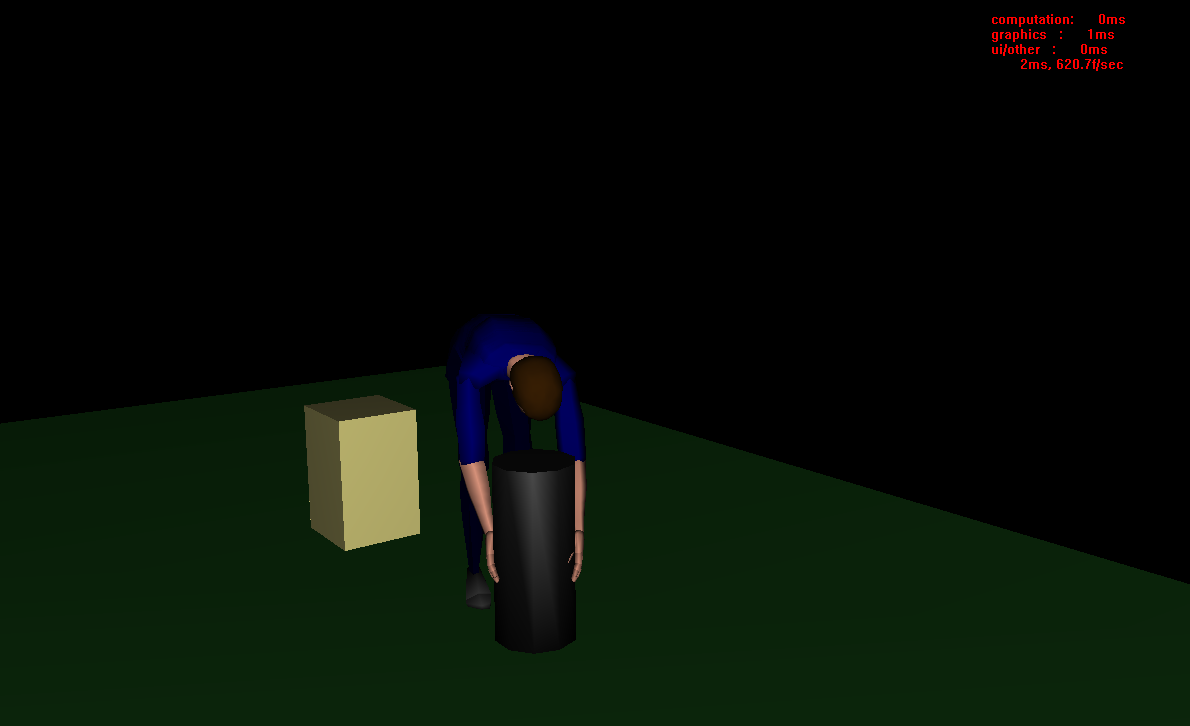 computation: 0ms
graphics : 1ms
ui/other : 0ms
2ms, 620.7f/sec